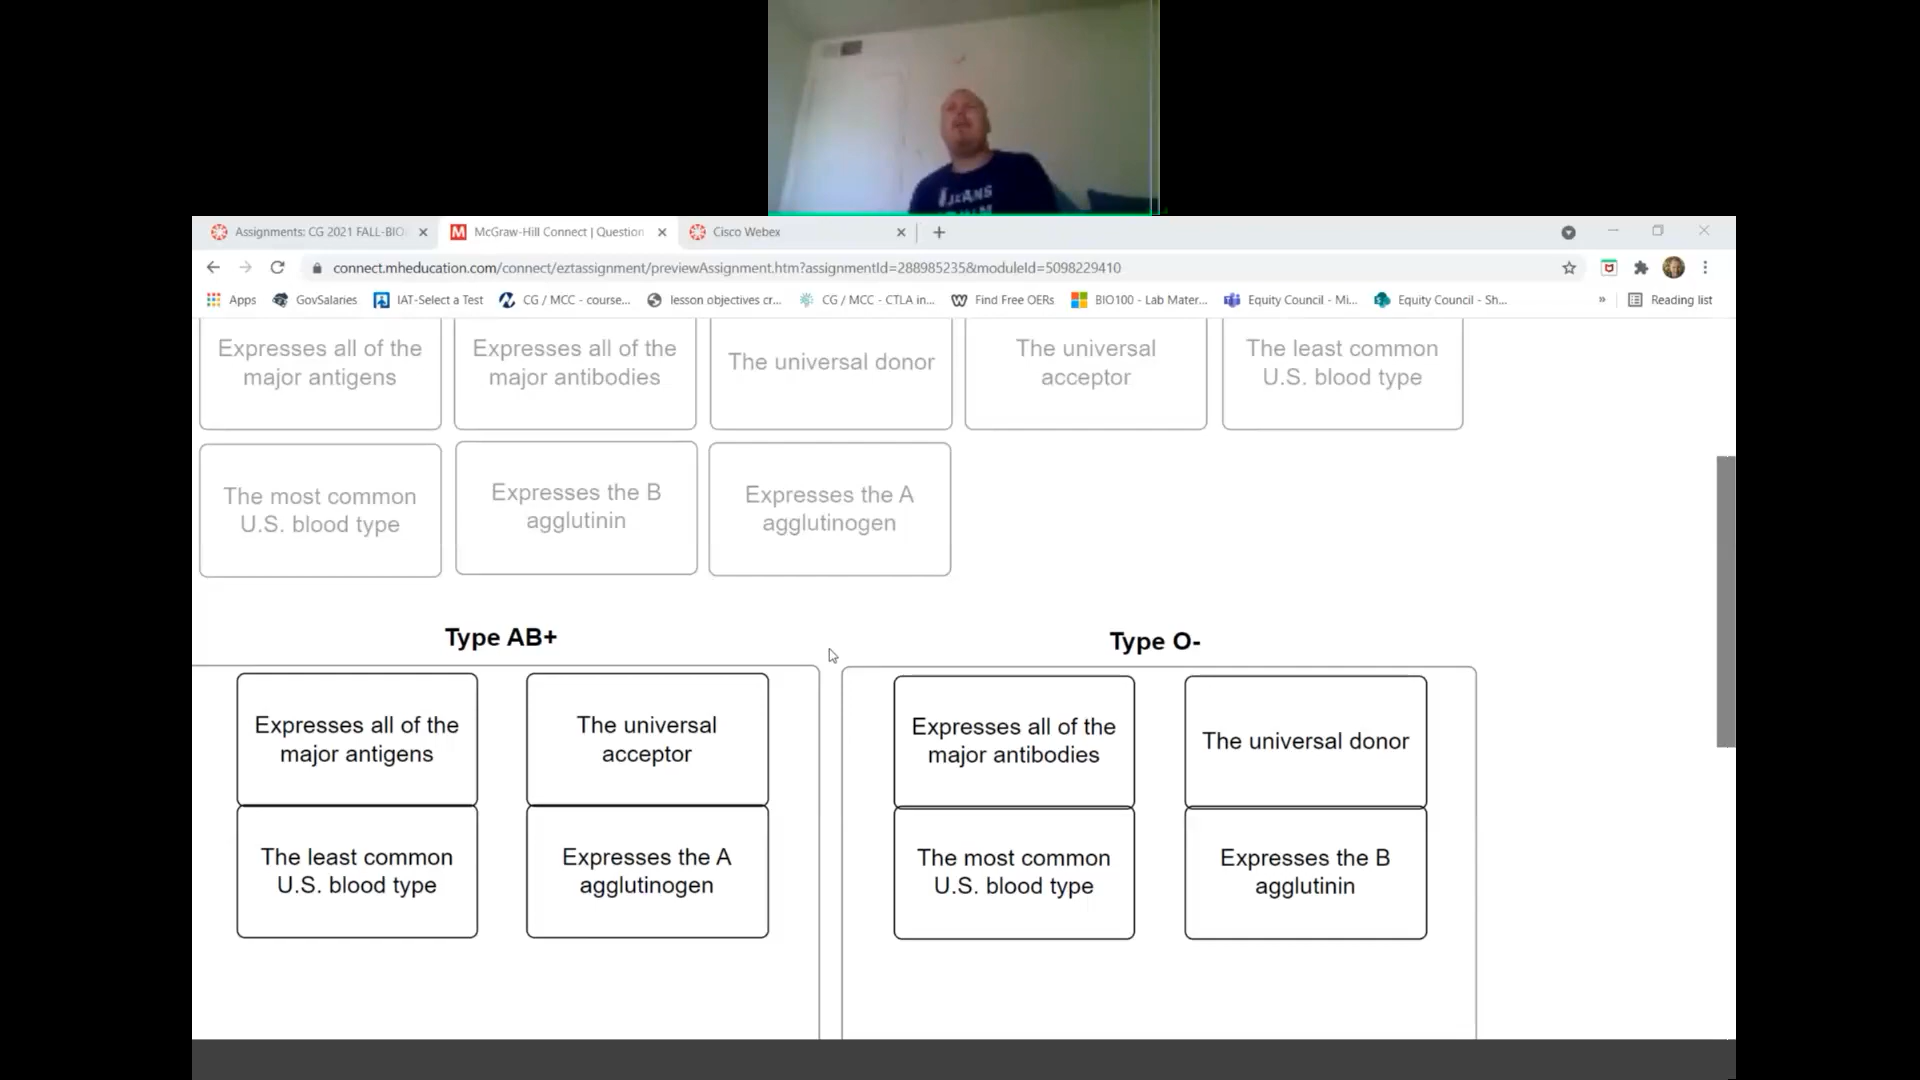 Assignments: CG 2021 FALL-BIO
McGraw-Hill Connect | Question
Cisco Webex
connect.mheducation.com/connect/eztassignment/previewAssignment.htm?assignmentId=288985235&moduleId=5098229410
Apps
GovSalaries
IAT-Select a Test
CG / MCC - course...
lesson objectives cr...
CG / MCC - CTLA in...
Find Free OERs
BIO100 - Lab Mater...
Equity Council - Mi...
Equity Council - Sh...
»
Reading list
Expresses all of the
major antigens
Expresses all of the
major antibodies
The universal donor
The universal
acceptor
The least common
U.S. blood type
The most common
U.S. blood type
Expresses the B
agglutinin
Expresses the A
agglutinogen
Type AB+
Expresses all of the
major antigens
The universal
acceptor
The least common
U.S. blood type
Expresses the A
agglutinogen
Type O-
Expresses all of the
major antibodies
The universal donor
The most common
U.S. blood type
Expresses the B
agglutinin